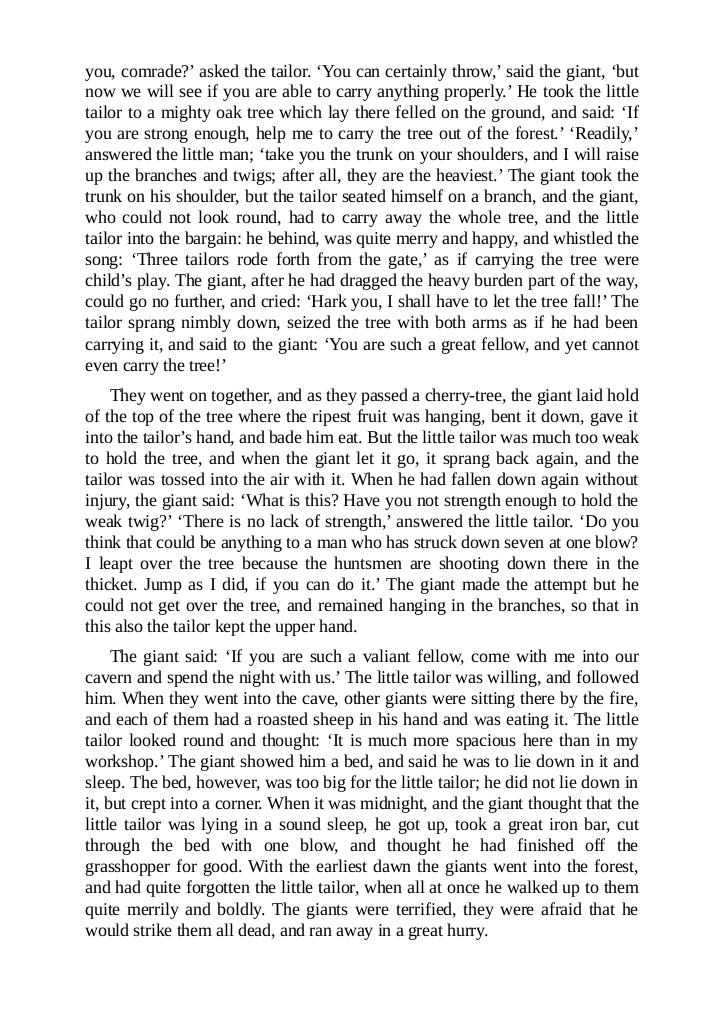 you, comrade?’ asked the tailor. ‘You can certainly throw,’ said the giant, ‘but
now we will see if you are able to carry anything properly.’ He took the little
tailor to a mighty oak tree which lay there felled on the ground, and said: ‘If
you are strong enough, help me to carry the tree out of the forest.’ ‘Readily,’
answered the little man; ‘take you the trunk on your shoulders, and I will raise
up the branches and twigs; after all, they are the heaviest.’ The giant took the
trunk on his shoulder, but the tailor seated himself on a branch, and the giant,
who could not look round, had to carry away the whole tree, and the little
tailor into the bargain: he behind, was quite merry and happy, and whistled the
song: ‘Three tailors rode forth from the gate,’ as if carrying the tree were
child’s play. The giant, after he had dragged the heavy burden part of the way,
could go no further, and cried: ‘Hark you, I shall have to let the tree fall!’ The
tailor sprang nimbly down, seized the tree with both arms as if he had been
carrying it, and said to the giant: ‘You are such a great fellow, and yet cannot
even carry the tree!’
They went on together, and as they passed a cherry-tree, the giant laid hold
of the top of the tree where the ripest fruit was hanging, bent it down, gave it
into the tailor’s hand, and bade him eat. But the little tailor was much too weak
to hold the tree, and when the giant let it go, it sprang back again, and the
tailor was tossed into the air with it. When he had fallen down again without
injury, the giant said: ‘What is this? Have you not strength enough to hold the
weak twig?’ ‘There is no lack of strength,’ answered the little tailor. ‘Do you
think that could be anything to a man who has struck down seven at one blow?
I leapt over the tree because the huntsmen are shooting down there in the
thicket. Jump as I did, if you can do it.’ The giant made the attempt but he
could not get over the tree, and remained hanging in the branches, so that in
this also the tailor kept the upper hand.
The giant said: ‘If you are such a valiant fellow, come with me into our
cavern and spend the night with us.’ The little tailor was willing, and followed
him. When they went into the cave, other giants were sitting there by the fire,
and each of them had a roasted sheep in his hand and was eating it. The little
tailor looked round and thought: ‘It is much more spacious here than in my
workshop.’ The giant showed him a bed, and said he was to lie down in it and
sleep. The bed, however, was too big for the little tailor; he did not lie down in
it, but crept into a corner. When it was midnight, and the giant thought that the
little tailor was lying in a sound sleep, he got up, took a great iron bar, cut
through the bed with one blow, and thought he had finished off the
grasshopper for good. With the earliest dawn the giants went into the forest,
and had quite forgotten the little tailor, when all at once he walked up to them
quite merrily and boldly. The giants were terrified, they were afraid that he
would strike them all dead, and ran away in a great hurry.